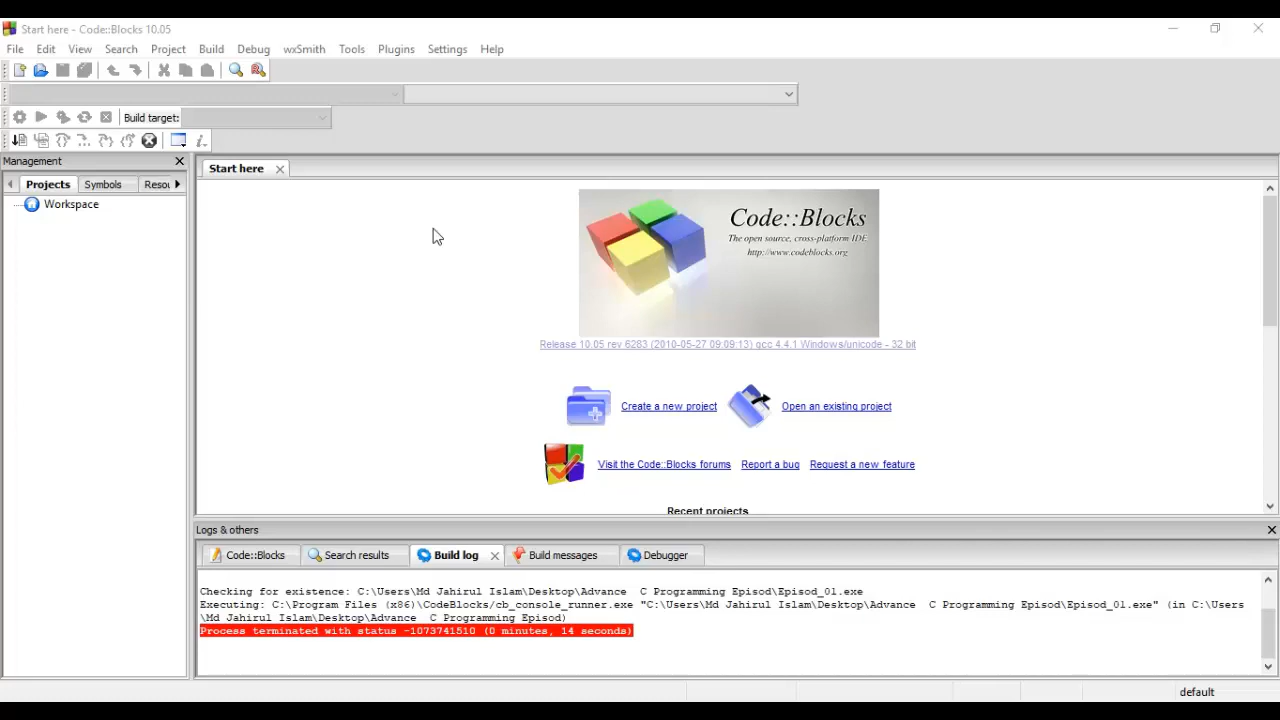 Start here - Code::Blocks 10.05
File Edit View Search Project Build Debug wxSmith Tools Plugins Settings Help
Build target:
Management
Projects Symbols Resou
Workspace
Start here
Code::Blocks
The open source, cross-platform IDE
http://www.codeblocks.org
Release 10.05 rev 6283 (2010-05-27 09:09:13) gcc 4.4.1 Windows/unicode - 32 bit
Create a new project Open an existing project
Visit the Code::Blocks forums Report a bug Request a new feature
Recent projects
Logs & others
Code::Blocks Search results Build log Build messages Debugger
Checking for existence: C:\Users\Md Jahirul Islam\Desktop\Advance  C Programming Episod\Episod_01.exe
Executing: C:\Program Files (x86)\CodeBlocks/cb_console_runner.exe "C:\Users\Md Jahirul Islam\Desktop\Advance  C Programming Episod\Episod_01.exe" (in C:\Users
\Md Jahirul Islam\Desktop\Advance  C Programming Episod)
Process terminated with status -1073741510 (0 minutes, 14 seconds)
default